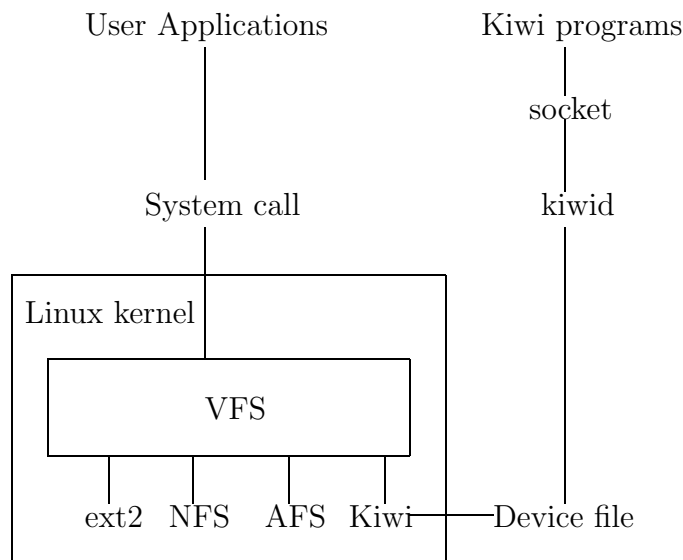 User Applications
Kiwi programs
socket
System call
kiwid
Linux kernel
VFS
ext2 NFS AFS Kiwi Device file